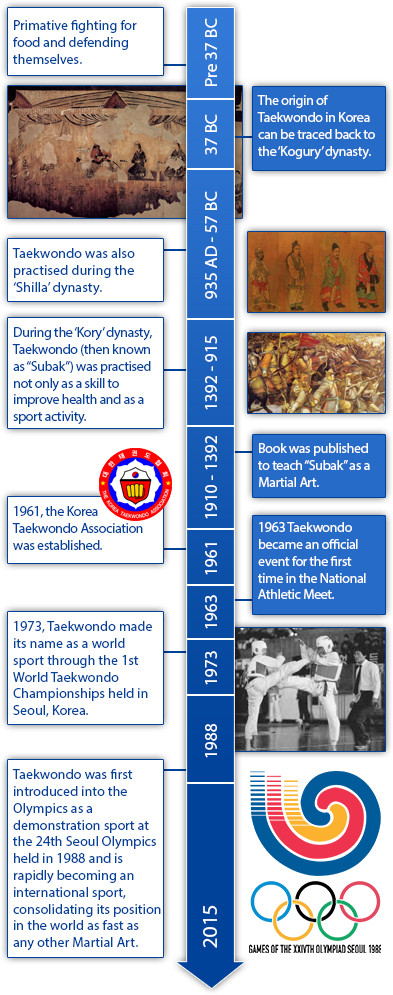 Primative fighting for
food and defending
themselves.
Pre 37 BC
37 BC
The origin of
Taekwondo in Korea
can be traced back to
the ‘Kogury’ dynasty.
935 AD - 57 BC
Taekwondo was also
practised during the
‘Shilla’ dynasty.
During the ‘Kory’ dynasty,
Taekwondo (then known
as “Subak”) was practised
not only as a skill to
improve health and as a
sport activity.
1392 - 915
1910 - 1392
Book was published
to teach “Subak” as a
Martial Art.
대한태권도협회
THE KOREA TAEKWONDO ASSOCIATION
1961, the Korea
Taekwondo Association
was established.
1961
1963 Taekwondo
became an official
event for the first
time in the National
Athletic Meet.
1963
1973, Taekwondo made
its name as a world
sport through the 1st
World Taekwondo
Championships held in
Seoul, Korea.
1973
1988
Taekwondo was first
introduced into the
Olympics as a
demonstration sport at
the 24th Seoul Olympics
held in 1988 and is
rapidly becoming an
international sport,
consolidating its position
in the world as fast as
any other Martial Art.
2015
GAMES OF THE XXIVTH OLYMPIAD SEOUL 1988